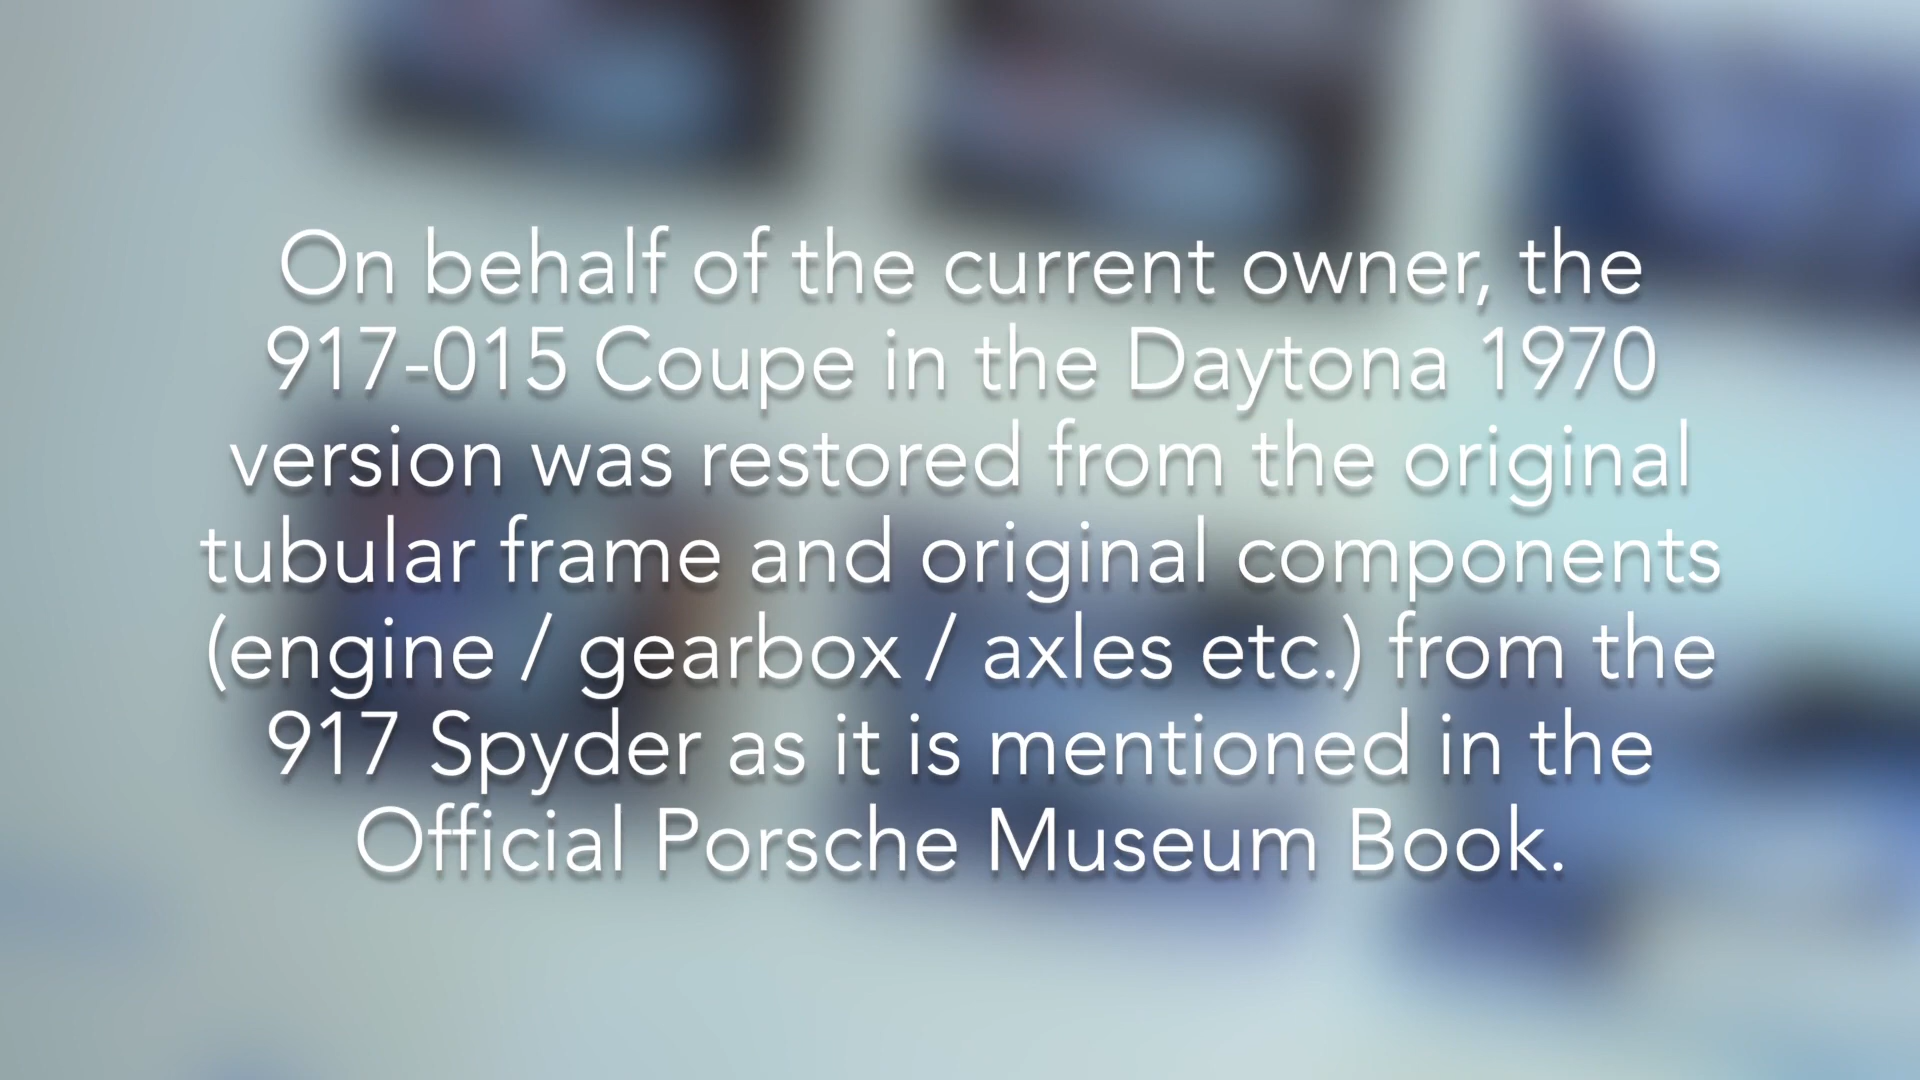 On behalf of the current owner, the
917-015 Coupe in the Daytona 1970
version was restored from the original
tubular frame and original components
(engine / gearbox / axles etc.) from the
917 Spyder as it is mentioned in the
Official Porsche Museum Book.